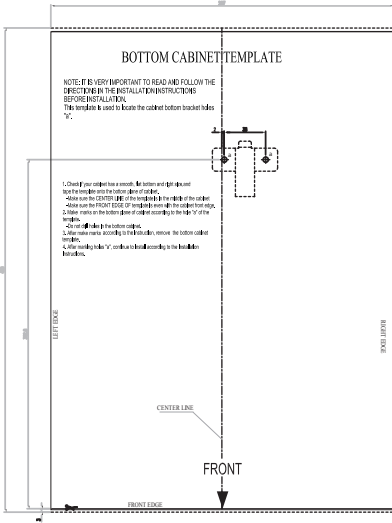 BOTTOM CABINET TEMPLATE
NOTE: IT IS VERY IMPORTANT TO READ AND FOLLOW THE
DIRECTIONS IN THE INSTALLATION INSTRUCTIONS
BEFORE INSTALLATION.
This template is used to locate the cabinet bottom bracket holes
"a".
a
a
1. Check if your cabinet has a smooth, flat bottom and right size,and
tape the template onto the bottom plane of cabinet.
-Make sure the CENTER LINE of the template is in the middle of the cabinet
-Make sure the FRONT EDGE OF template is even with the cabinet front edge.
2. Make marks on the bottom plane of cabinet according to the hole "a" of the
template.
-Do not drill holes in the bottom cabinet.
3. After make marks according to the instruction, remove the bottom cabinet
template.
4. After marking holes "a", continue to install according to the installation
instructions.
LEFT EDGE
RIGHT EDGE
CENTER LINE
FRONT
FRONT EDGE